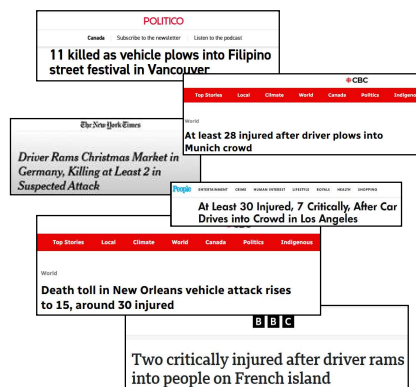 POLITICO
Canada Subscribe to the newsletter Listen to the podcast
11 killed as vehicle plows into Filipino
street festival in Vancouver
CBC
Top Stories Local Climate World Canada Politics Indigenous
World
At least 28 injured after driver plows into
Munich crowd
The New York Times
Driver Rams Christmas Market in
Germany, Killing at Least 2 in
Suspected Attack
People ENTERTAINMENT CRIME HUMAN INTEREST LIFESTYLE ROYALS HEALTH SHOPPING
At Least 30 Injured, 7 Critically, After Car
Drives into Crowd in Los Angeles
Top Stories Local Climate World Canada Politics Indigenous
World
Death toll in New Orleans vehicle attack rises
to 15, around 30 injured
BBC
Two critically injured after driver rams
into people on French island